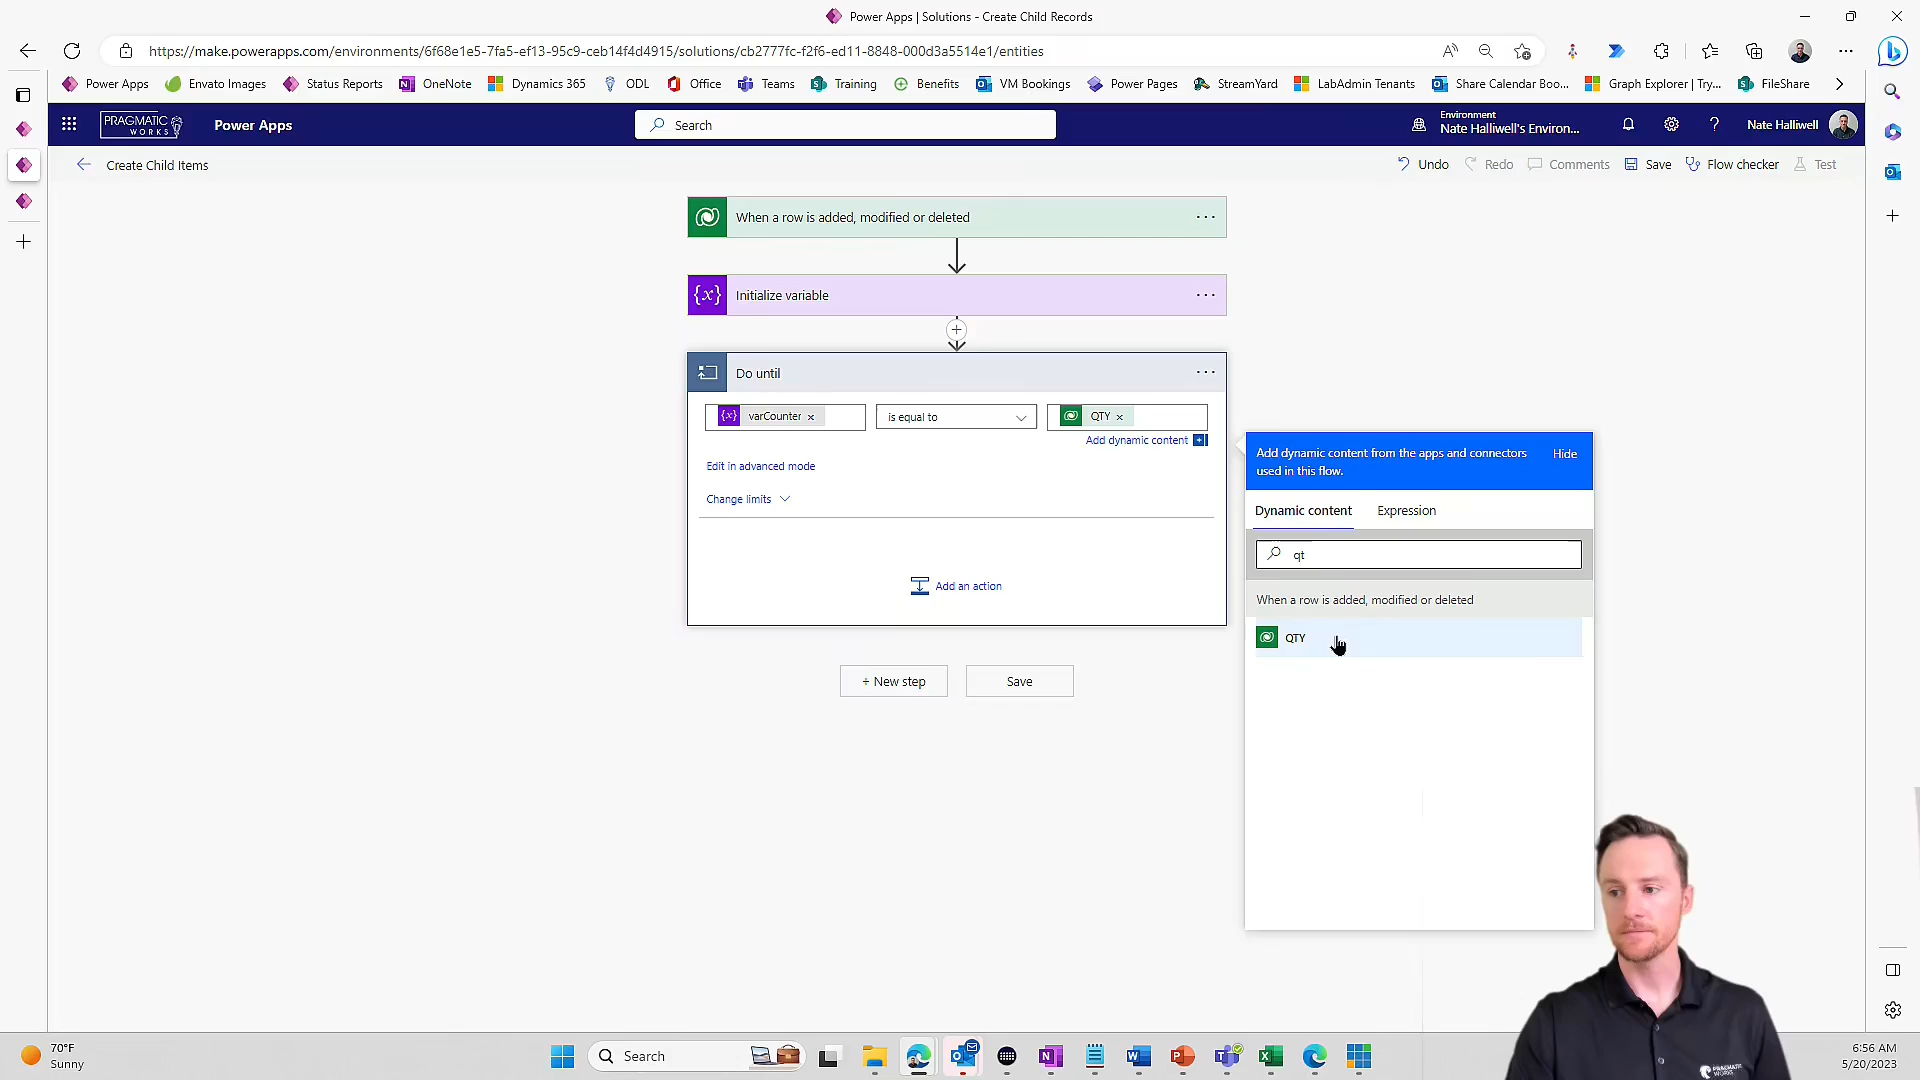 Power Apps | Solutions - Create Child Records
https://make.powerapps.com/environments/6f68e1e5-7fa5-ef13-95c9-ceb14f4d4915/solutions/cb2777fc-f2f6-ed11-8848-000d3a5514e1/entities
Power Apps Envato Images Status Reports OneNote Dynamics 365 ODL Office Teams Training Benefits VM Bookings Power Pages StreamYard LabAdmin Tenants Share Calendar Boo... Graph Explorer | Try... FileShare
PRAGMATIC WORKS Power Apps Search Environment Nate Halliwell's Environ... ? Nate Halliwell
Create Child Items Undo Redo Comments Save Flow checker Test
When a row is added, modified or deleted
{x} Initialize variable
Do until
{x} varCounter × is equal to QTY ×
Add dynamic content
Edit in advanced mode
Change limits
Add an action
+ New step Save
Add dynamic content from the apps and connectors used in this flow. Hide
Dynamic content Expression
qt
When a row is added, modified or deleted
QTY
PRAGMATIC WORKS
70°F
Sunny
Search
6:56 AM
5/20/2023